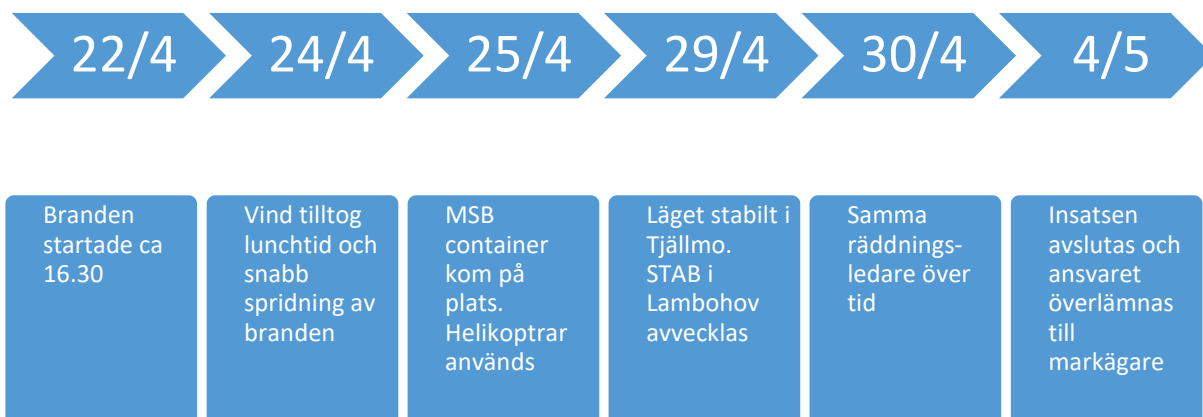 22/4
24/4
25/4
29/4
30/4
4/5
Branden
startade ca
16.30
Vind tilltog
lunchtid och
snabb
spridning av
branden
MSB
container
kom på
plats.
Helikoptrar
används
Läget stabilt i
Tjällmo.
STAB i
Lambohov
avvecklas
Samma
räddnings-
ledare över
tid
Insatsen
avslutas och
ansvaret
överlämnas
till
markägare